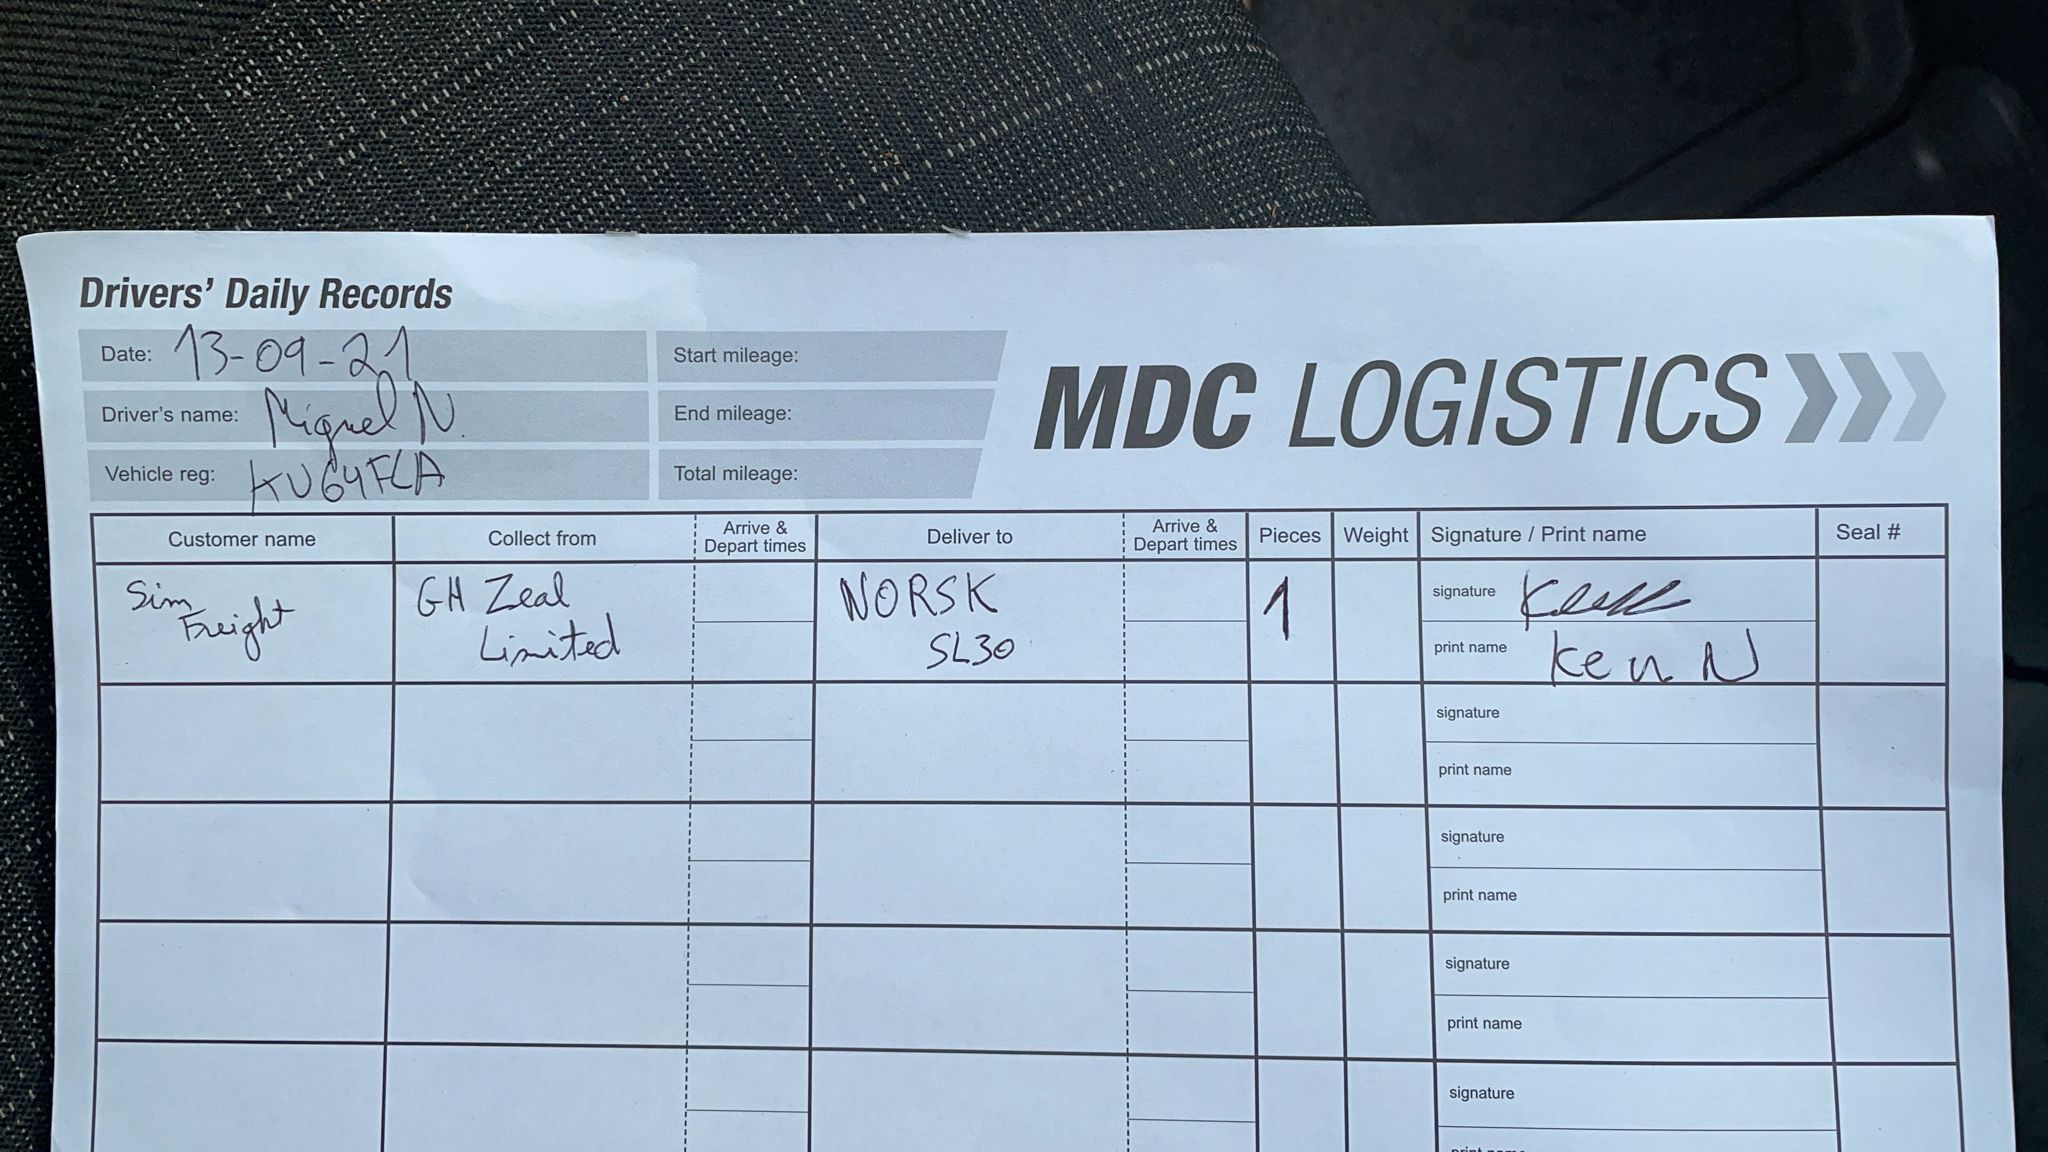 Drivers' Daily Records
Date: 13-09-21
Start mileage:
Driver's name: Miguel N.
End mileage:
Vehicle reg: KU64FLA
Total mileage:
MDC LOGISTICS
Customer name
Collect from
Arrive &
Depart times
Deliver to
Arrive &
Depart times
Pieces
Weight
Signature / Print name
Seal #
Sim
Freight
GH Zeal
Limited
NORSK
SL30
1
signature
print name Ken N
signature
print name
signature
print name
signature
print name
signature
print name